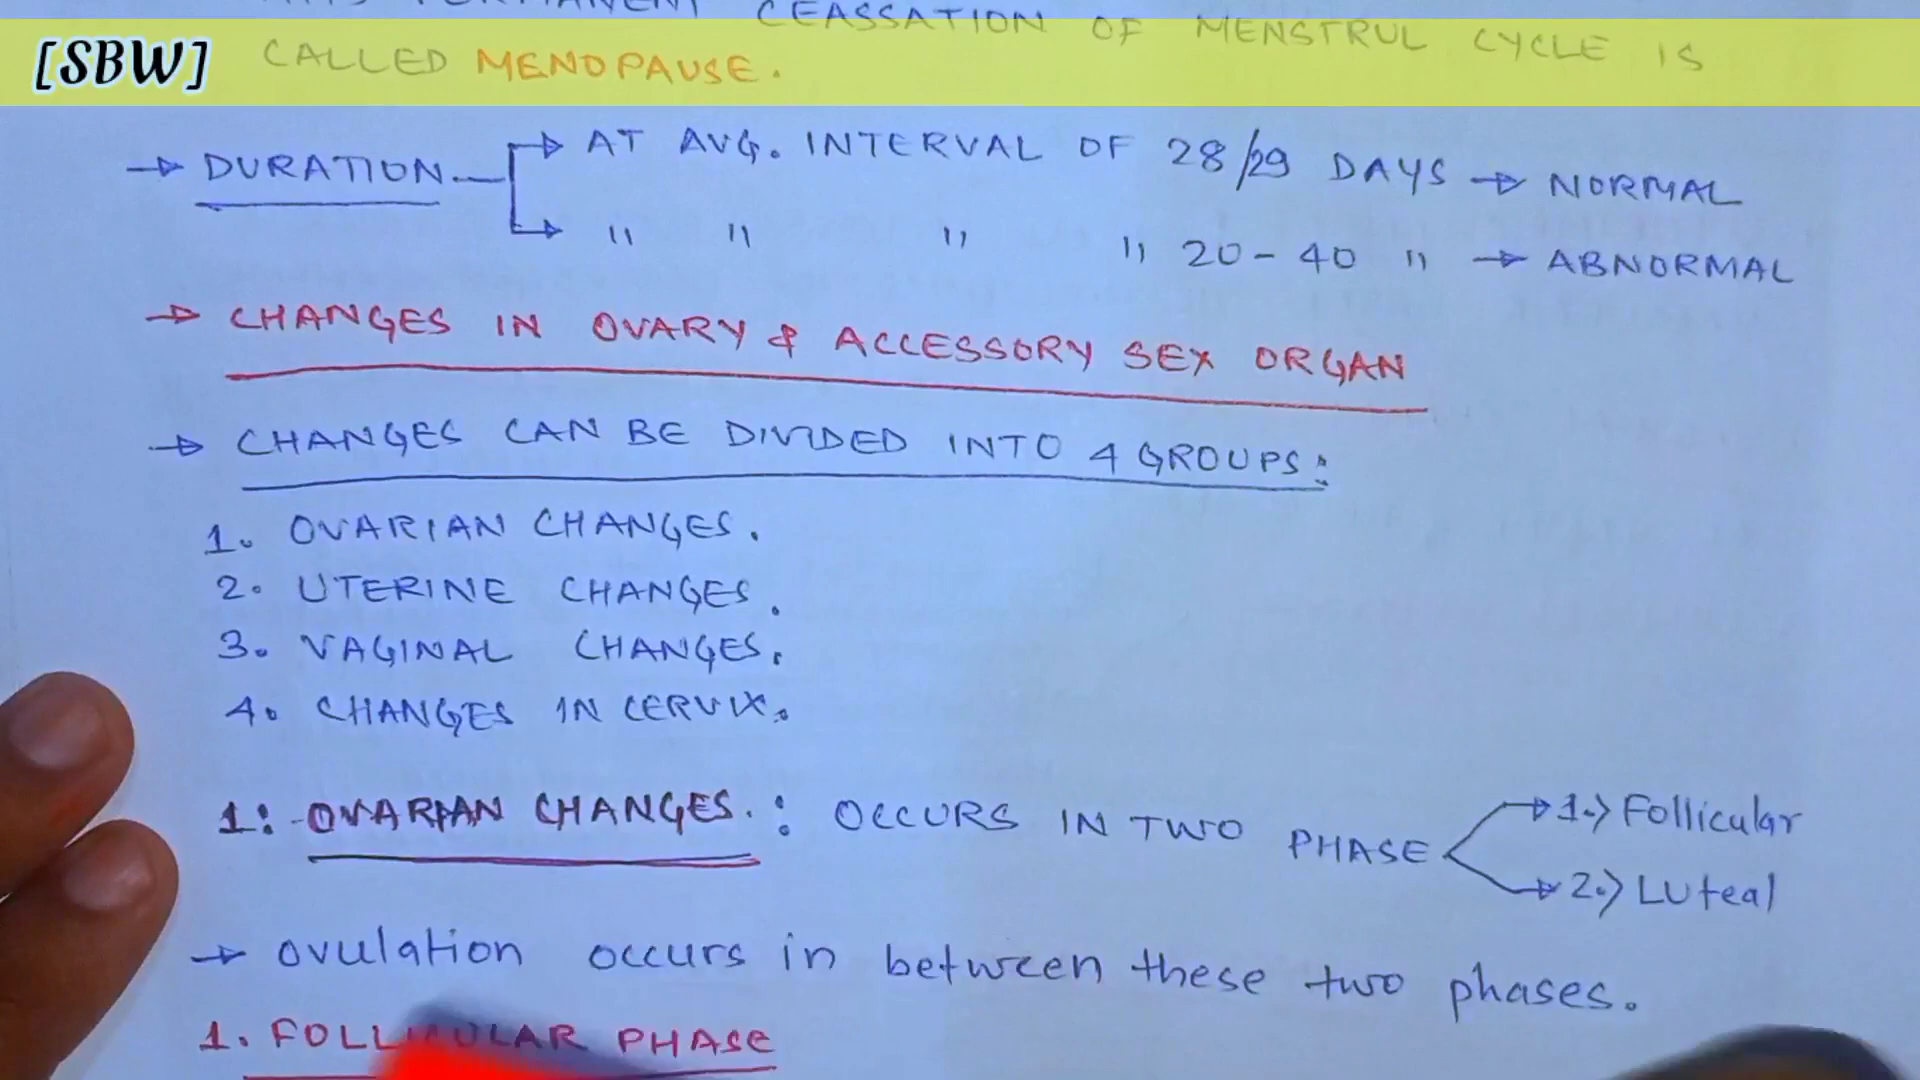 CEASSATION OF MENSTRUL CYCLE IS
[SBW] CALLED MENOPAUSE.
→ DURATION → AT AVG. INTERVAL OF 28/29 DAYS → NORMAL
→ " " " " 20-40 " → ABNORMAL
→ CHANGES IN OVARY & ACCESSORY SEX ORGAN
→ CHANGES CAN BE DIVIDED INTO 4 GROUPS:
1. OVARIAN CHANGES.
2. UTERINE CHANGES.
3. VAGINAL CHANGES.
4. CHANGES IN CERVIX.
1: OVARIAN CHANGES. : OCCURS IN TWO PHASE → 1.) Follicular
→ 2.) Luteal
→ ovulation occurs in between these two phases.
1. FOLLICULAR PHASE